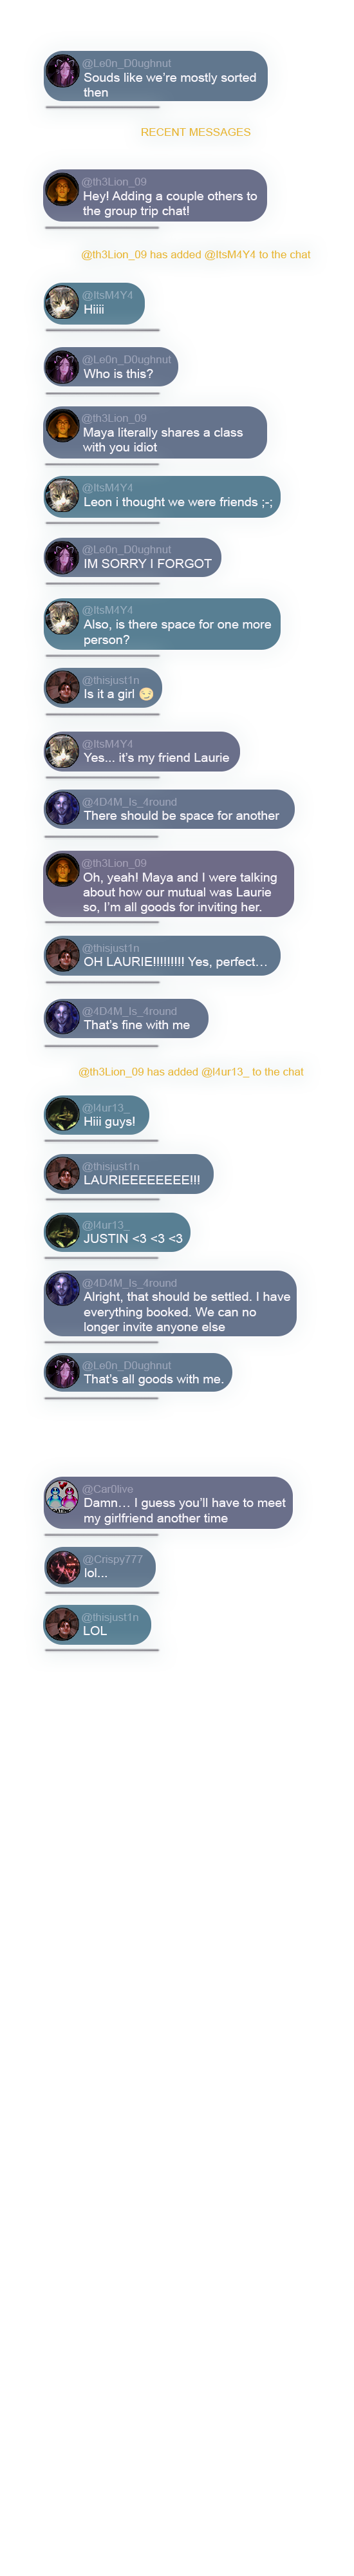 @Le0n_D0ughnut
Souds like we're mostly sorted
then
RECENT MESSAGES
@th3Lion_09
Hey! Adding a couple others to
the group trip chat!
@th3Lion_09 has added @ItsM4Y4 to the chat
@ItsM4Y4
Hiiii
@Le0n_D0ughnut
Who is this?
@th3Lion_09
Maya literally shares a class
with you idiot
@ItsM4Y4
Leon i thought we were friends ;-;
@Le0n_D0ughnut
IM SORRY I FORGOT
@ItsM4Y4
Also, is there space for one more
person?
@thisjust1n
Is it a girl 😏
@ItsM4Y4
Yes... it's my friend Laurie
@4D4M_Is_4round
There should be space for another
@th3Lion_09
Oh, yeah! Maya and I were talking
about how our mutual was Laurie
so, I'm all goods for inviting her.
@thisjust1n
OH LAURIE!!!!!!!!! Yes, perfect…
@4D4M_Is_4round
That's fine with me
@th3Lion_09 has added @l4ur13_ to the chat
@l4ur13_
Hiii guys!
@thisjust1n
LAURIEEEEEEEE!!!
@l4ur13_
JUSTIN <3 <3 <3
@4D4M_Is_4round
Alright, that should be settled. I have
everything booked. We can no
longer invite anyone else
@Le0n_D0ughnut
That's all goods with me.
@Car0live
Damn… I guess you'll have to meet
my girlfriend another time
@Crispy777
lol...
@thisjust1n
LOL